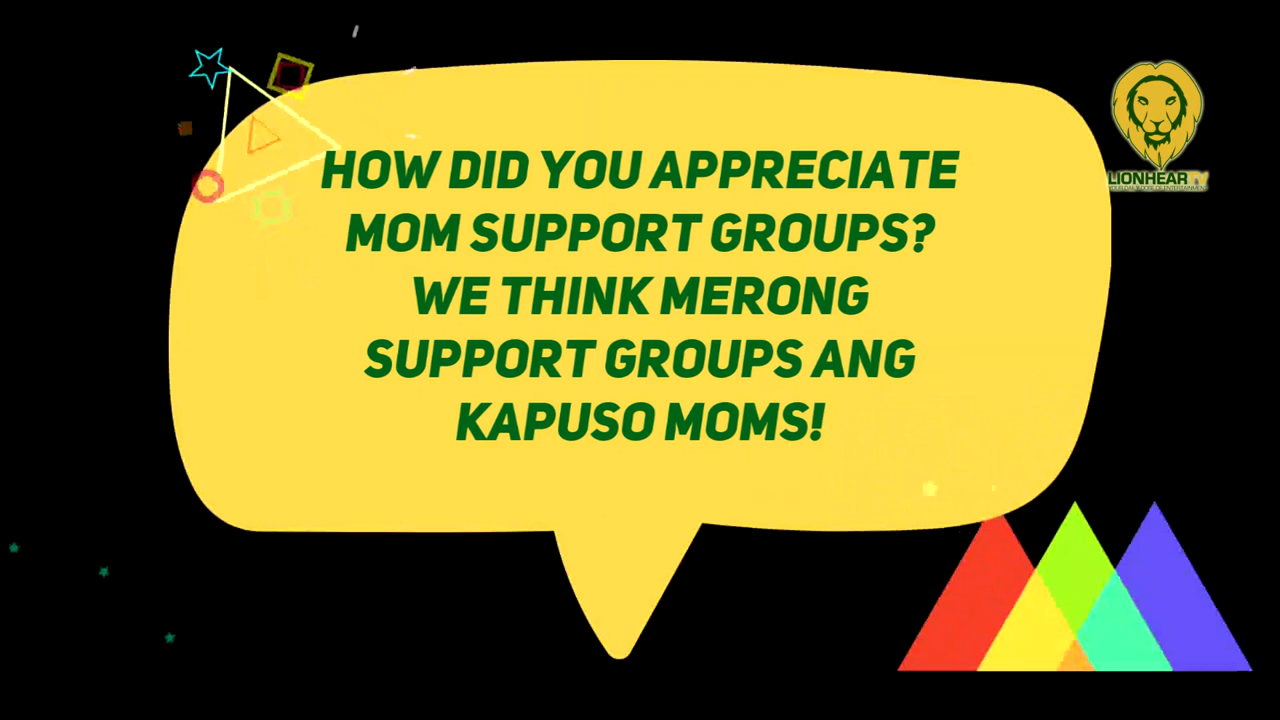 HOW DID YOU APPRECIATE
MOM SUPPORT GROUPS?
WE THINK MERONG
SUPPORT GROUPS ANG
KAPUSO MOMS!
LIONHEARTV